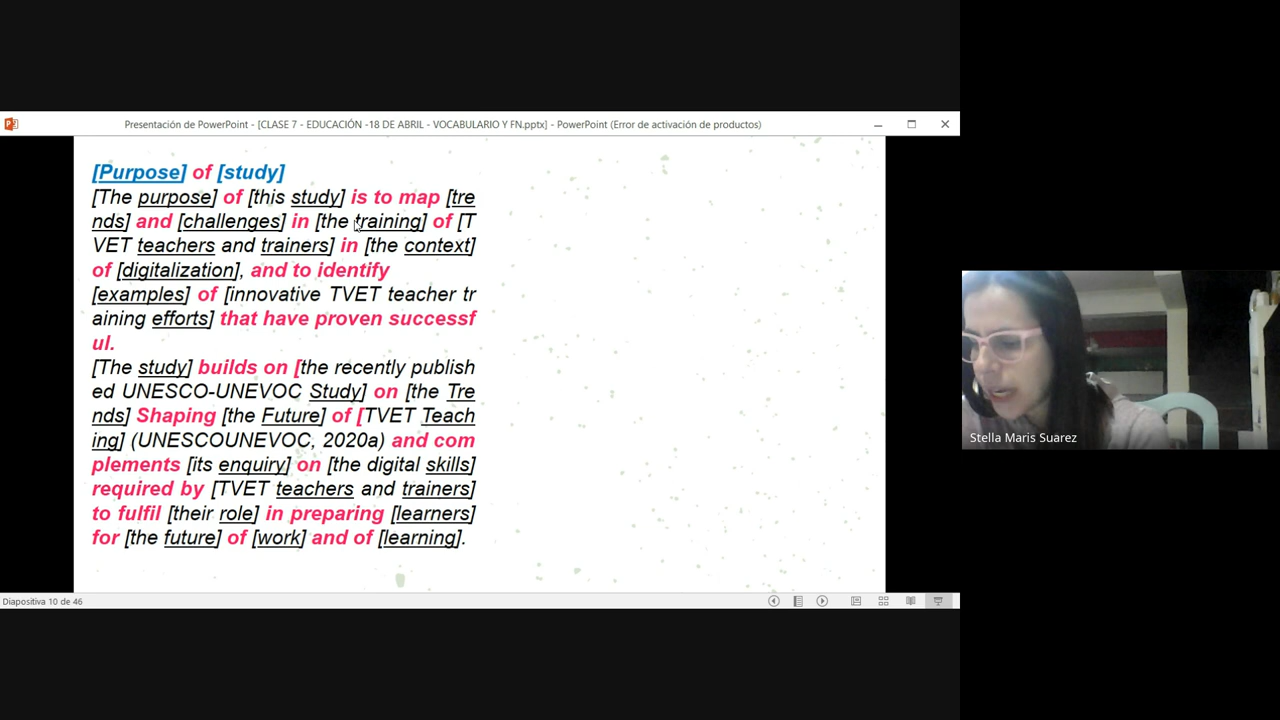 Presentación de PowerPoint - [CLASE 7 - EDUCACIÓN -18 DE ABRIL - VOCABULARIO Y FN.pptx] - PowerPoint (Error de activación de productos)
[Purpose] of [study]
[The purpose] of [this study] is to map [tre
nds] and [challenges] in [the training] of [T
VET teachers and trainers] in [the context]
of [digitalization], and to identify
[examples] of [innovative TVET teacher tr
aining efforts] that have proven successf
ul.
[The study] builds on [the recently publish
ed UNESCO-UNEVOC Study] on [the Tre
nds] Shaping [the Future] of [TVET Teach
ing] (UNESCOUNEVOC, 2020a) and com
plements [its enquiry] on [the digital skills]
required by [TVET teachers and trainers]
to fulfil [their role] in preparing [learners]
for [the future] of [work] and of [learning].
Stella Maris Suarez
Diapositiva 10 de 46